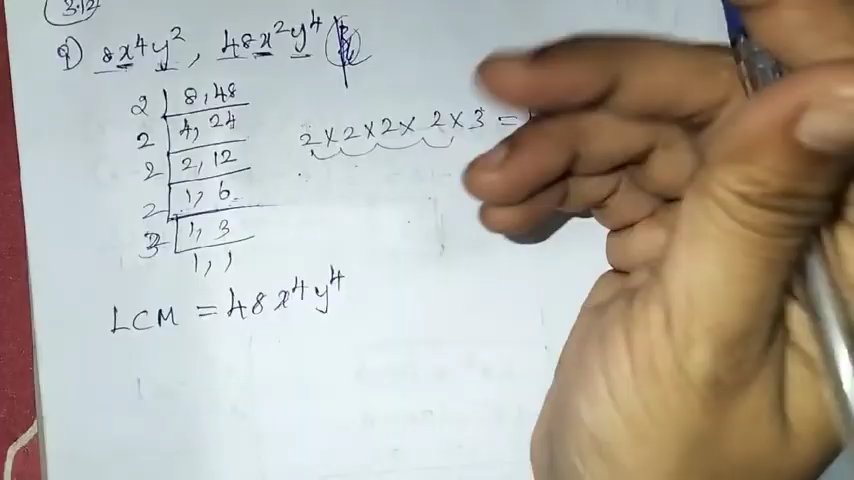 3.12
9) 8x⁴y², 48x²y⁴
2 | 8, 48
2 | 4, 24
2 | 2, 12
2 | 1, 6
3 | 1, 3
1, 1
2×2×2×2×3 =
LCM = 48x⁴y⁴